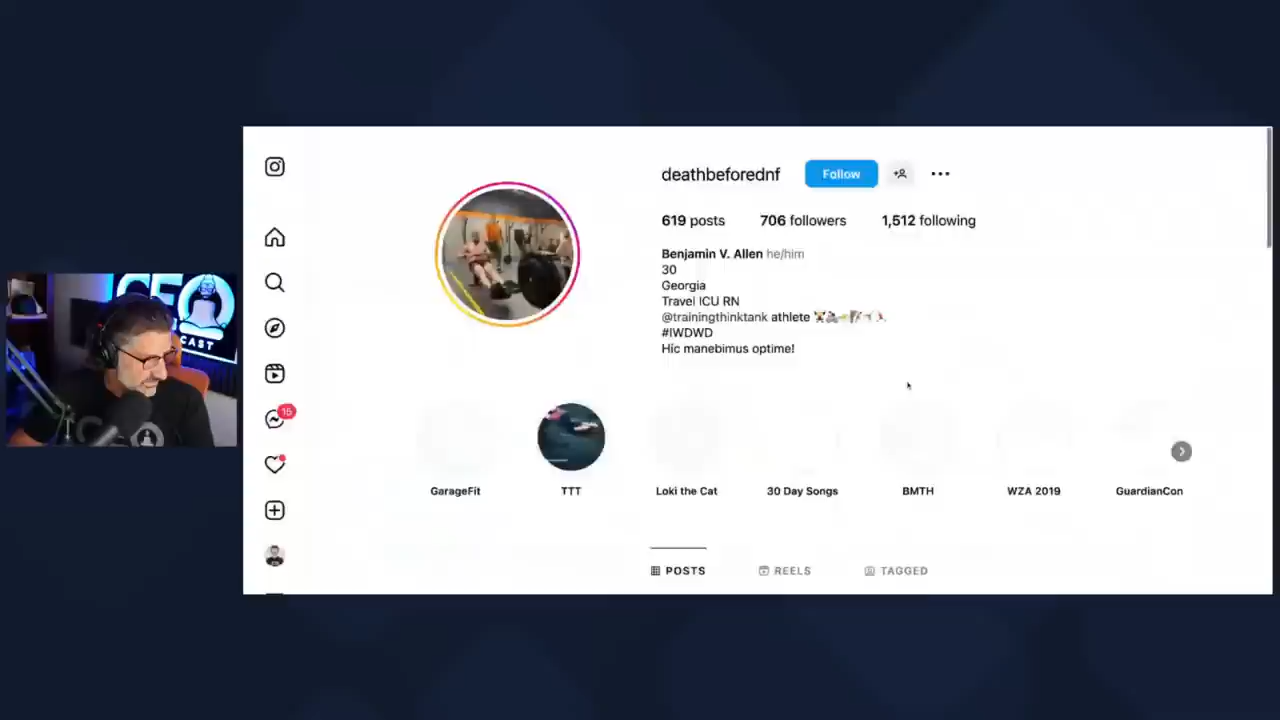 deathbeforednf
Follow
619 posts
706 followers
1,512 following
Benjamin V. Allen he/him
30
Georgia
Travel ICU RN
@trainingthinktank athlete
#IWDWD
Hic manebimus optime!
15
GarageFit
TTT
Loki the Cat
30 Day Songs
BMTH
WZA 2019
GuardianCon
POSTS
REELS
TAGGED